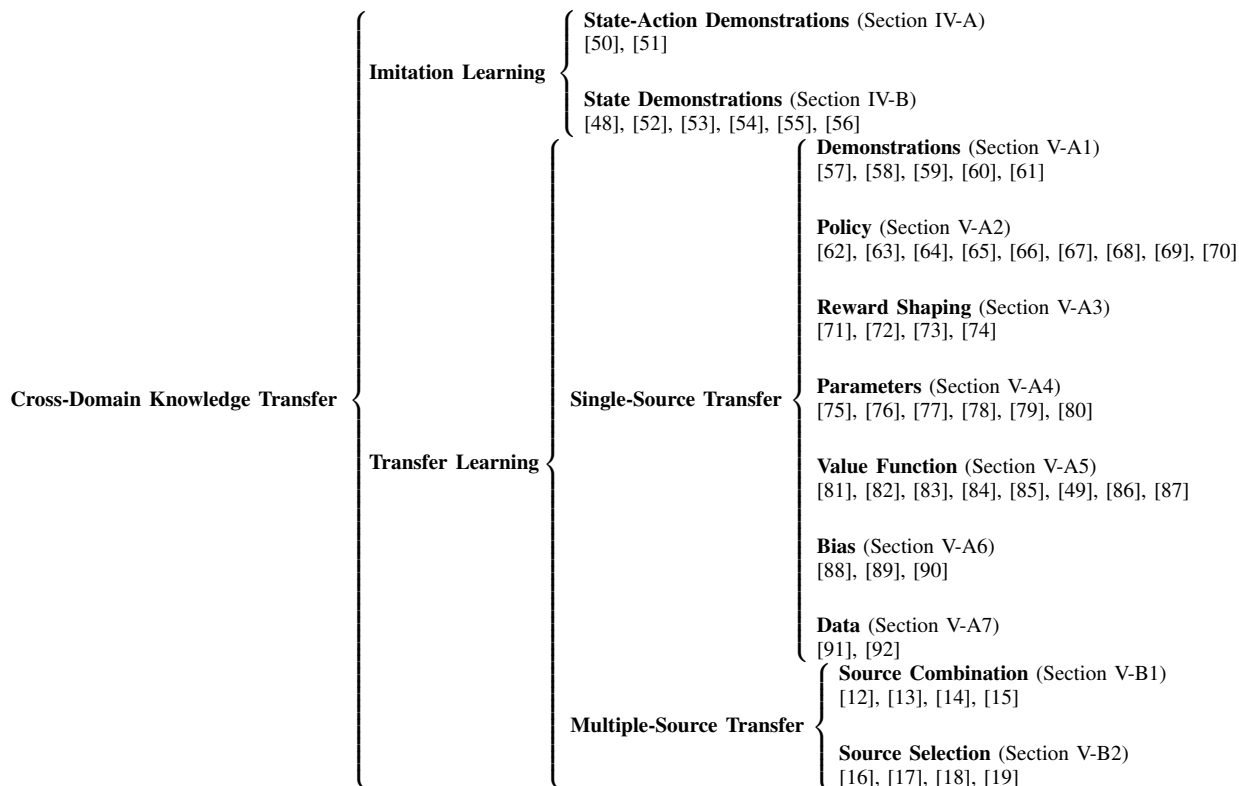 State-Action Demonstrations (Section IV-A)
[50], [51]
Imitation Learning
State Demonstrations (Section IV-B)
[48], [52], [53], [54], [55], [56]
Demonstrations (Section V-A1)
[57], [58], [59], [60], [61]
Policy (Section V-A2)
[62], [63], [64], [65], [66], [67], [68], [69], [70]
Reward Shaping (Section V-A3)
[71], [72], [73], [74]
Cross-Domain Knowledge Transfer
Single-Source Transfer
Parameters (Section V-A4)
[75], [76], [77], [78], [79], [80]
Transfer Learning
Value Function (Section V-A5)
[81], [82], [83], [84], [85], [49], [86], [87]
Bias (Section V-A6)
[88], [89], [90]
Data (Section V-A7)
[91], [92]
Source Combination (Section V-B1)
[12], [13], [14], [15]
Multiple-Source Transfer
Source Selection (Section V-B2)
[16], [17], [18], [19]